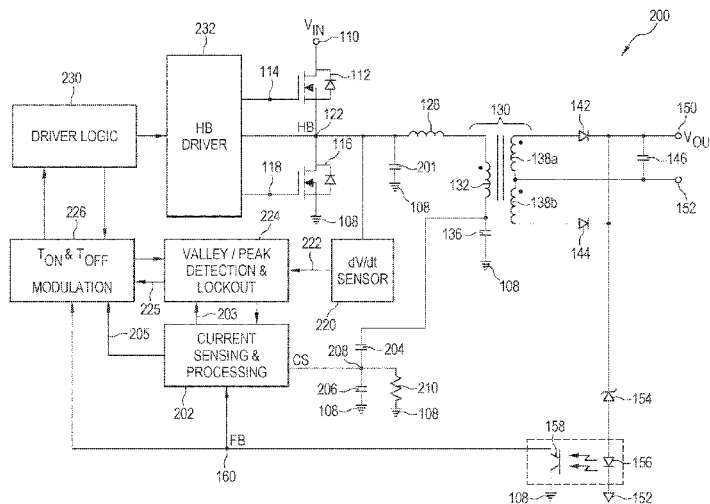 200
232
V_IN
110
114
112
230
DRIVER LOGIC
HB
DRIVER
HB
122
128
130
142
150
V_OU
116
118
201
132
138a
138b
146
152
108
108
136
144
226
T_ON & T_OFF
MODULATION
224
VALLEY / PEAK
DETECTION &
LOCKOUT
222
dV/dt
SENSOR
220
108
225
203
205
CURRENT
SENSING &
PROCESSING
202
CS
208
204
206
210
108
108
154
158
156
FB
160
108
152